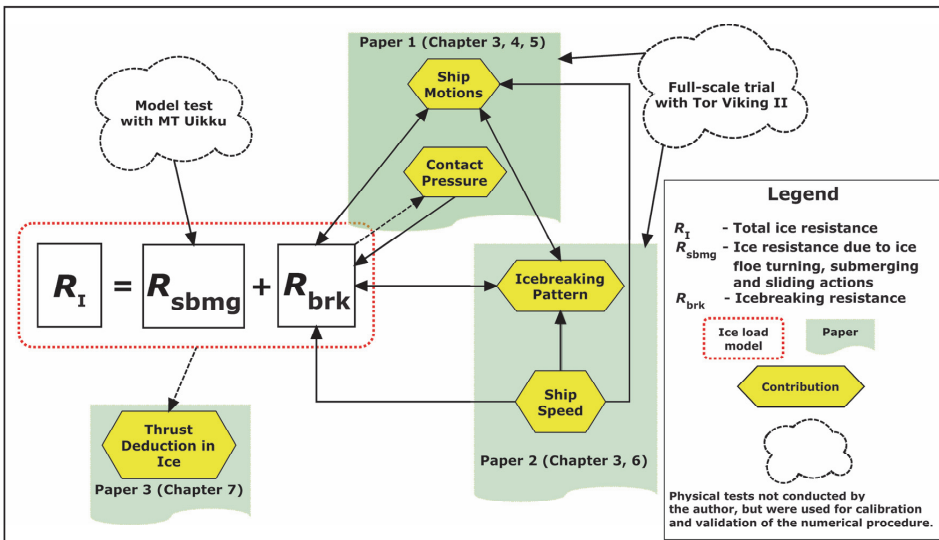 Paper 1 (Chapter 3, 4, 5)
Ship
Motions
Contact
Pressure
Model test
with MT Uikku
Full-scale trial
with Tor Viking II
R_I = R_sbmg + R_brk
Icebreaking
Pattern
Ship
Speed
Paper 2 (Chapter 3, 6)
Thrust
Deduction in
Ice
Paper 3 (Chapter 7)
Legend
R_I - Total ice resistance
R_sbmg - Ice resistance due to ice
floe turning, submerging
and sliding actions
R_brk - Icebreaking resistance
Ice load
model
Paper
Contribution
Physical tests not conducted by
the author, but were used for calibration
and validation of the numerical procedure.